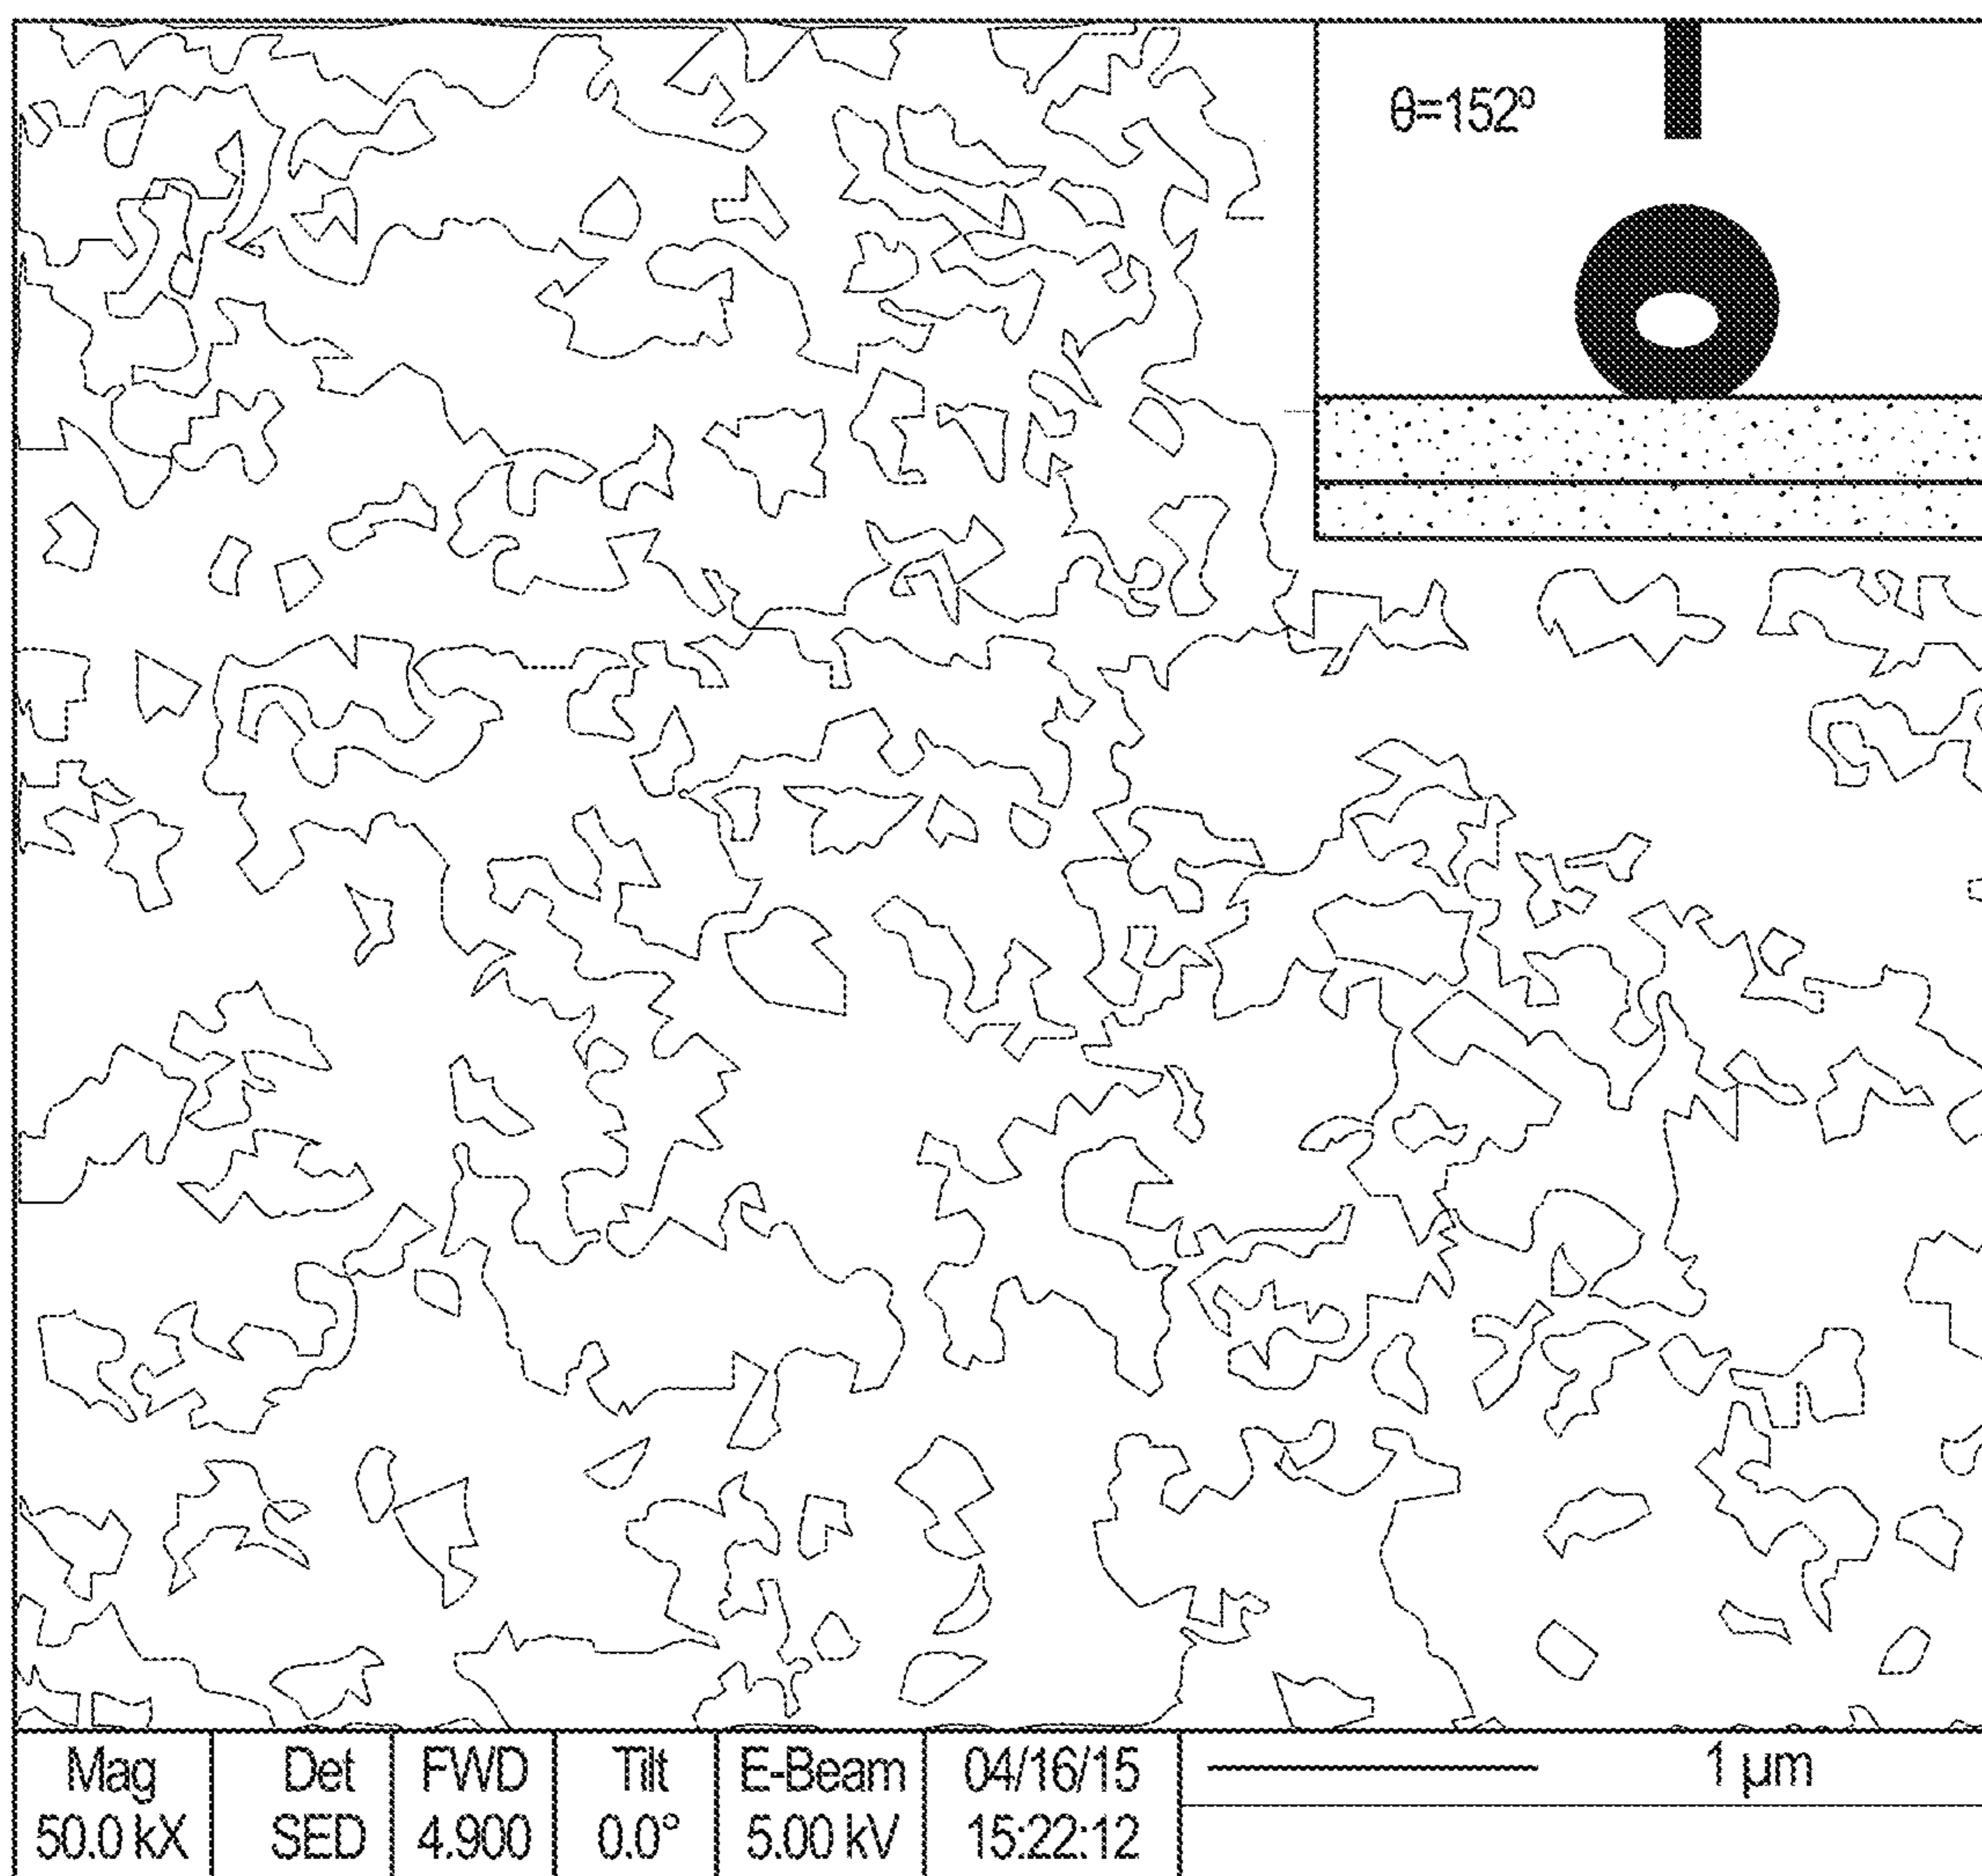 θ=152º
Mag Det FWD Tilt E-Beam 04/16/15 1 μm
50.0 kX SED 4.900 0.0° 5.00 kV 15:22:12